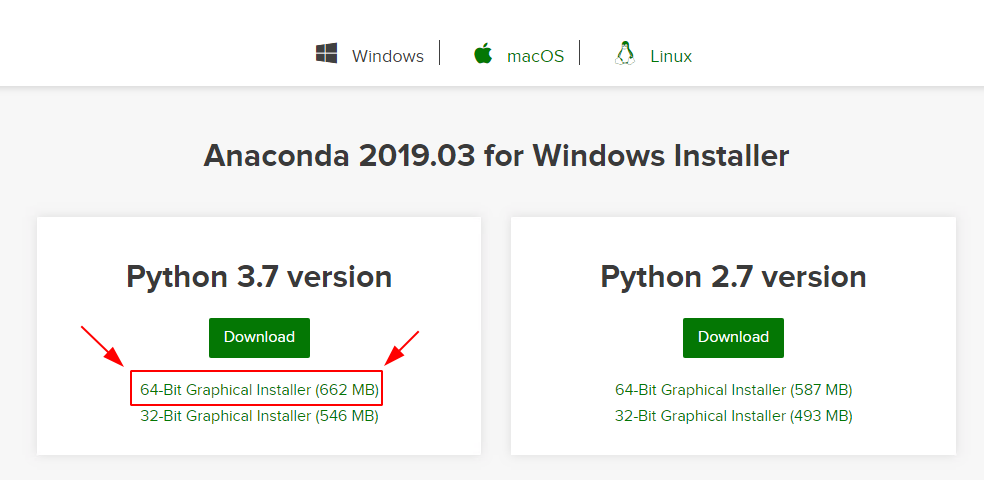 Windows
macOS
Linux
Anaconda 2019.03 for Windows Installer
Python 3.7 version
Download
64-Bit Graphical Installer (662 MB)
32-Bit Graphical Installer (546 MB)
Python 2.7 version
Download
64-Bit Graphical Installer (587 MB)
32-Bit Graphical Installer (493 MB)